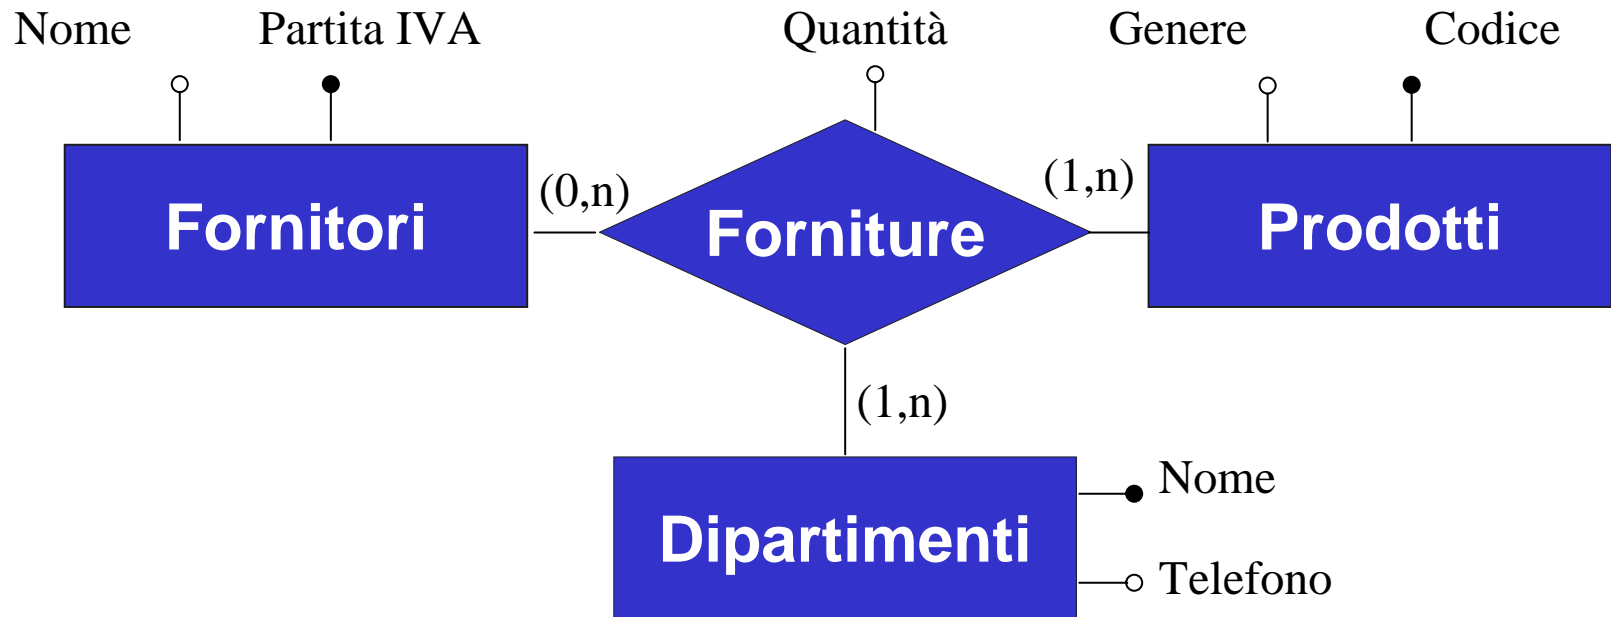 Nome Partita IVA Quantità Genere Codice
(0,n) (1,n)
Fornitori Forniture Prodotti
(1,n)
Nome
Dipartimenti
Telefono